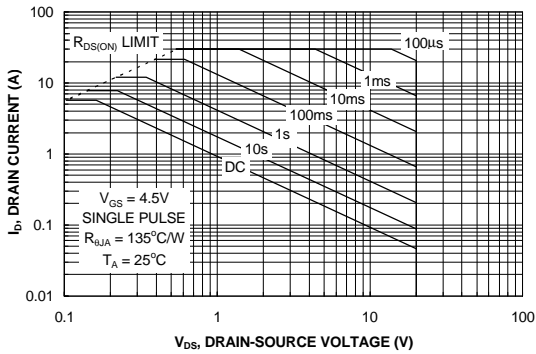 100
R_DS(ON) LIMIT
100µs
10
1ms
10ms
100ms
1s
1
10s
DC
V_GS = 4.5V
SINGLE PULSE
R_θJA = 135°C/W
T_A = 25°C
0.1
0.01
0.1
1
10
100
I_D, DRAIN CURRENT (A)
V_DS, DRAIN-SOURCE VOLTAGE (V)